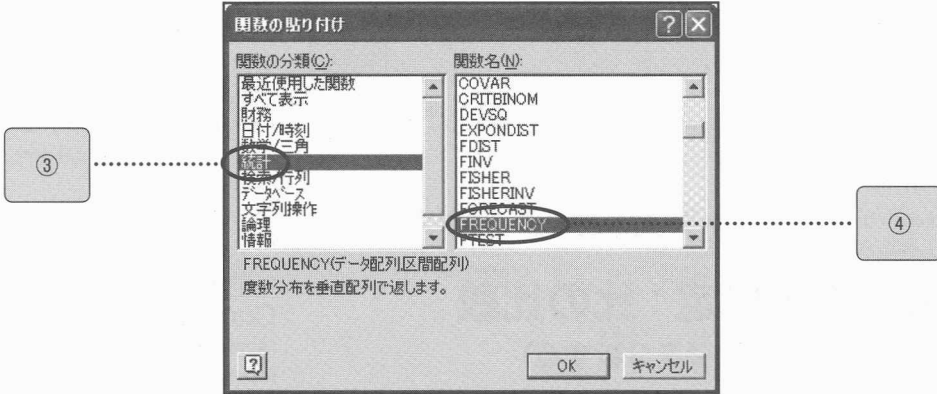 関数の貼り付け
関数の分類(C):
最近使用した関数
すべて表示
財務
日付/時刻
数学/三角
統計
検索/行列
データベース
文字列操作
論理
情報
関数名(N):
COVAR
CRITBINOM
DEVSQ
EXPONDIST
FDIST
FINV
FISHER
FISHERINV
FORECAST
FREQUENCY
FTEST
FREQUENCY(データ配列,区間配列)
度数分布を垂直配列で返します。
OK
キャンセル
③
④